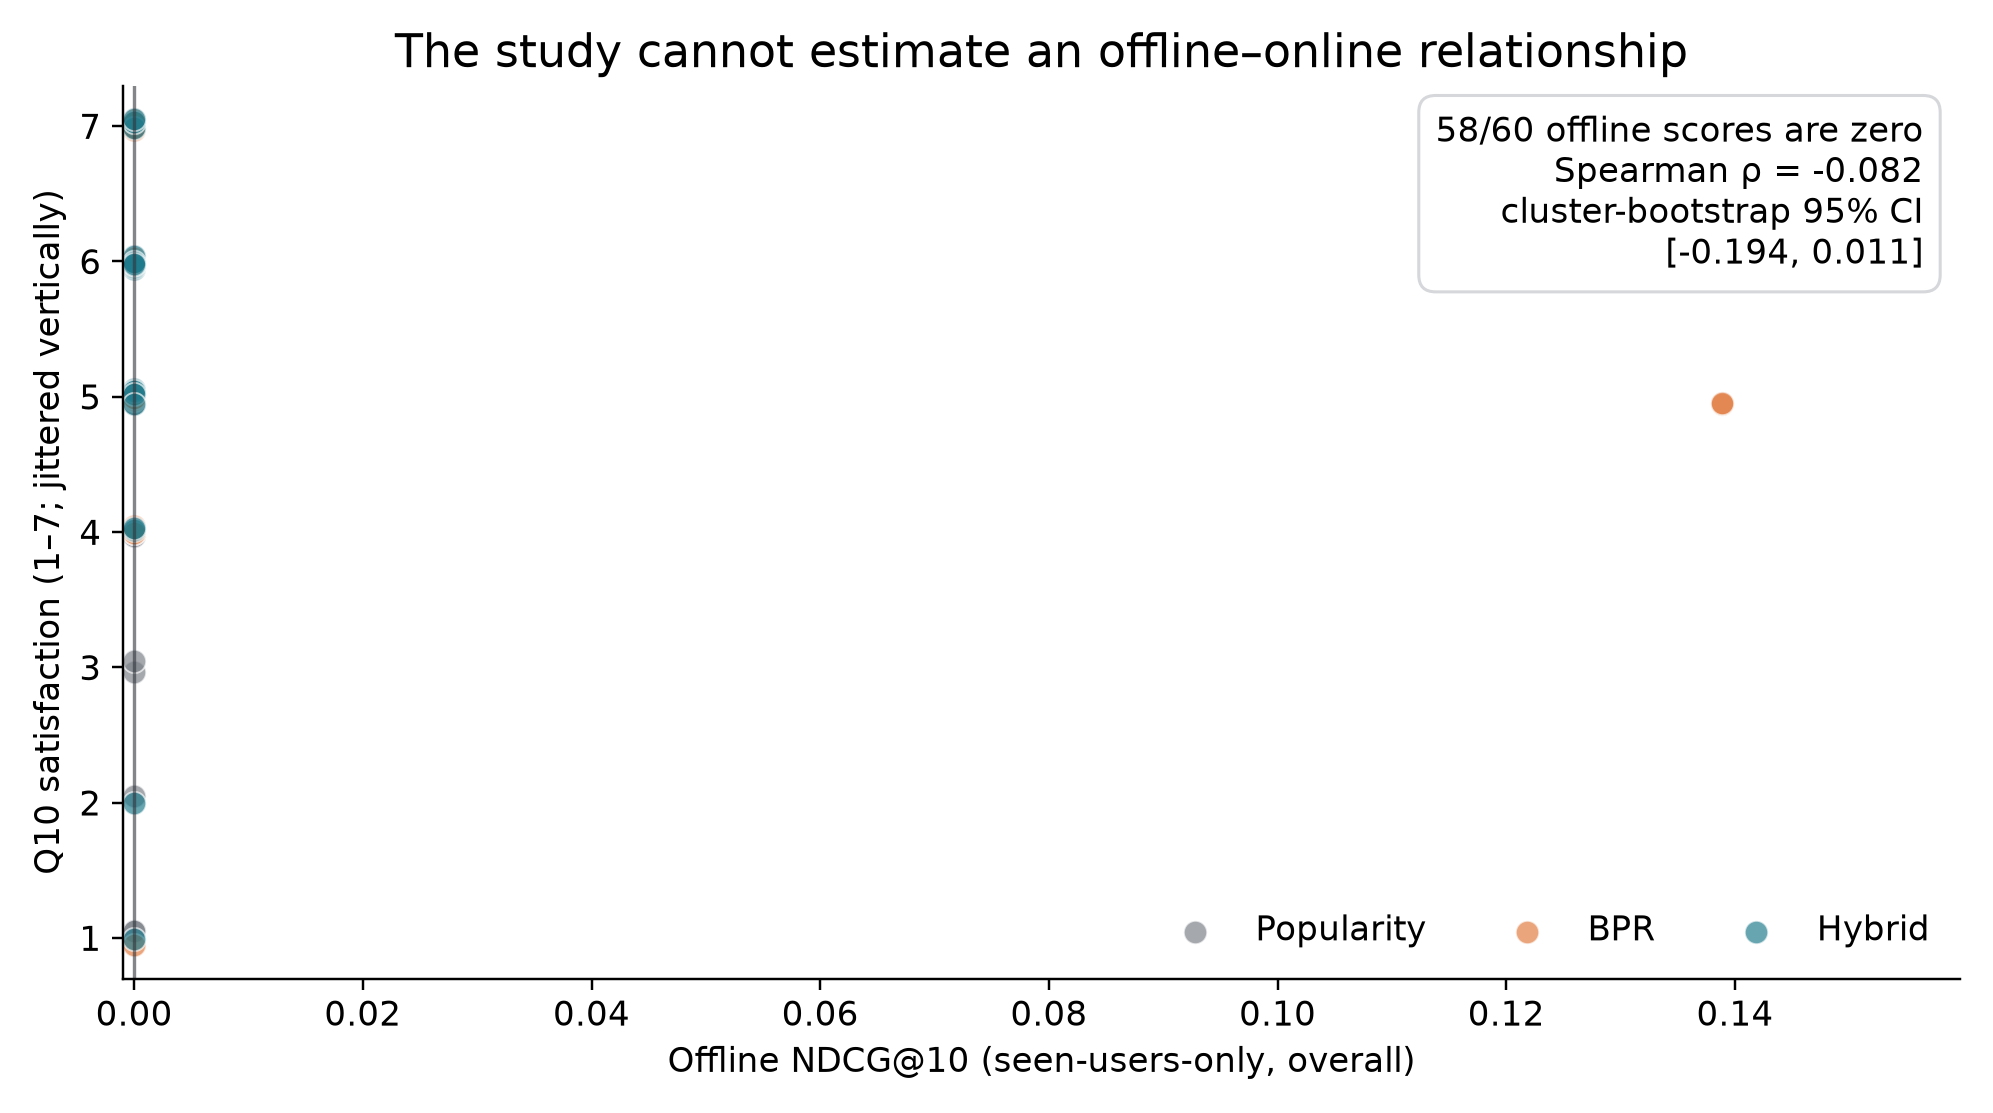 The study cannot estimate an offline–online relationship
58/60 offline scores are zero
Spearman ρ = -0.082
cluster-bootstrap 95% CI
[-0.194, 0.011]
Q10 satisfaction (1–7; jittered vertically)
7
6
5
4
3
2
1
Popularity
BPR
Hybrid
0.00
0.02
0.04
0.06
0.08
0.10
0.12
0.14
Offline NDCG@10 (seen-users-only, overall)